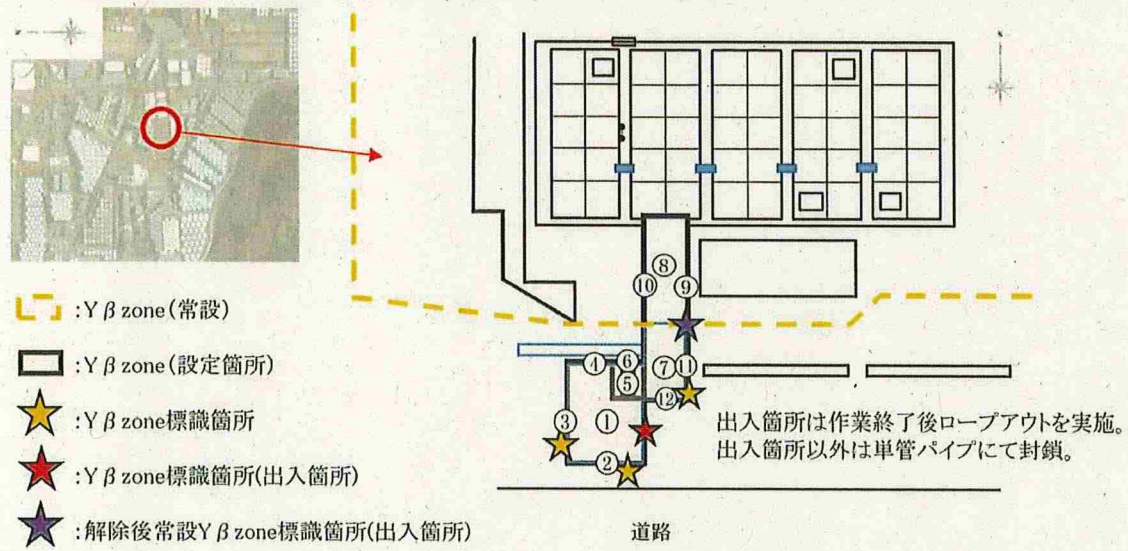 :Yβzone(常設)
:Yβzone(設定箇所)
:Yβzone標識箇所
:Yβzone標識箇所(出入箇所)
:解除後常設Yβzone標識箇所(出入箇所)
⑧
⑩
⑨
④
⑥
⑦
⑪
⑤
⑫
③
①
②
出入箇所は作業終了後ロープアウトを実施。
出入箇所以外は単管パイプにて封鎖。
道路